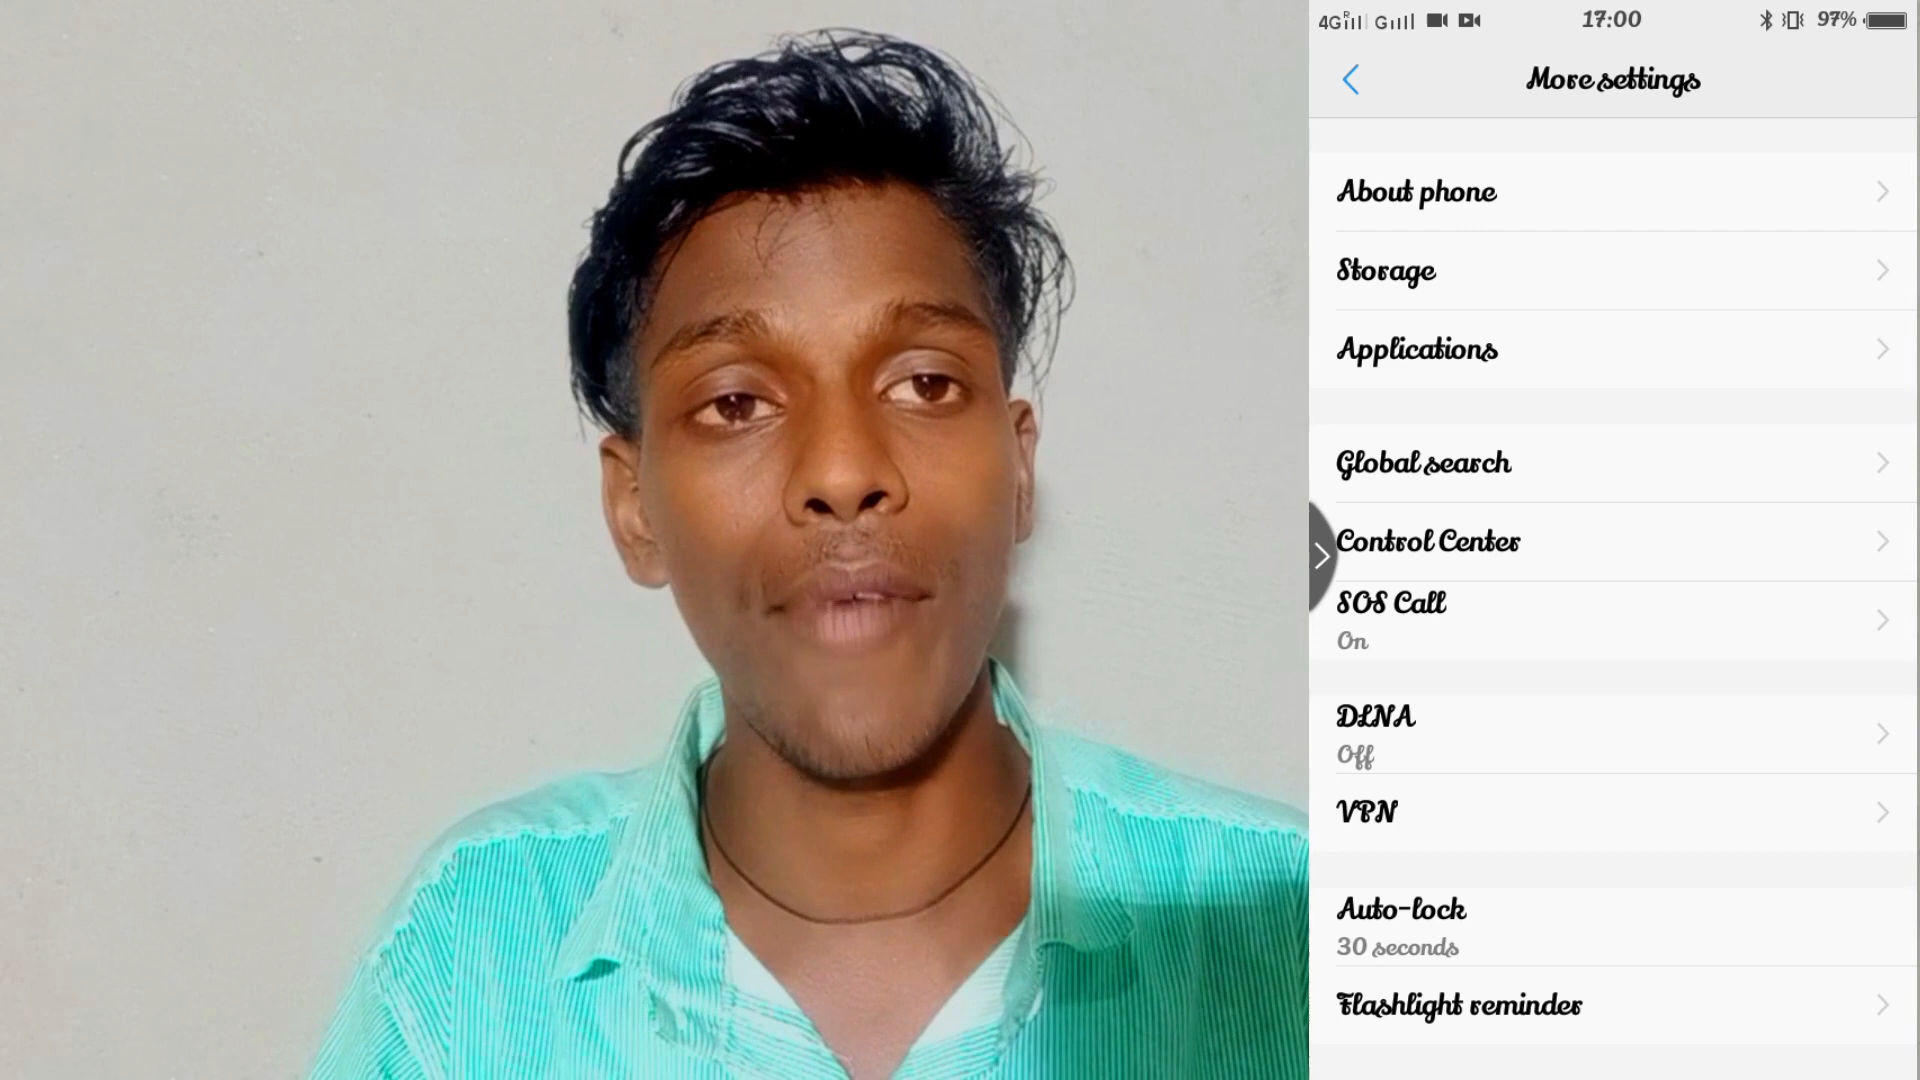 4G R G 17:00 97%
More settings
About phone
Storage
Applications
Global search
Control Center
SOS Call
On
DLNA
Off
VPN
Auto-lock
30 seconds
Flashlight reminder